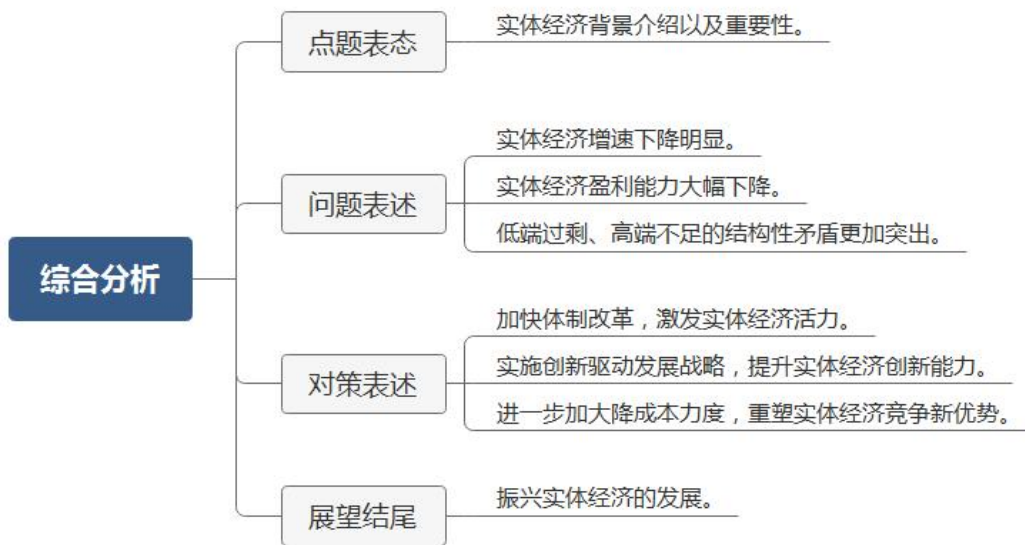 综合分析
点题表态
实体经济背景介绍以及重要性。
问题表述
实体经济增速下降明显。
实体经济盈利能力大幅下降。
低端过剩、高端不足的结构性矛盾更加突出。
对策表述
加快体制改革，激发实体经济活力。
实施创新驱动发展战略，提升实体经济创新能力。
进一步加大降成本力度，重塑实体经济竞争新优势。
展望结尾
振兴实体经济的发展。